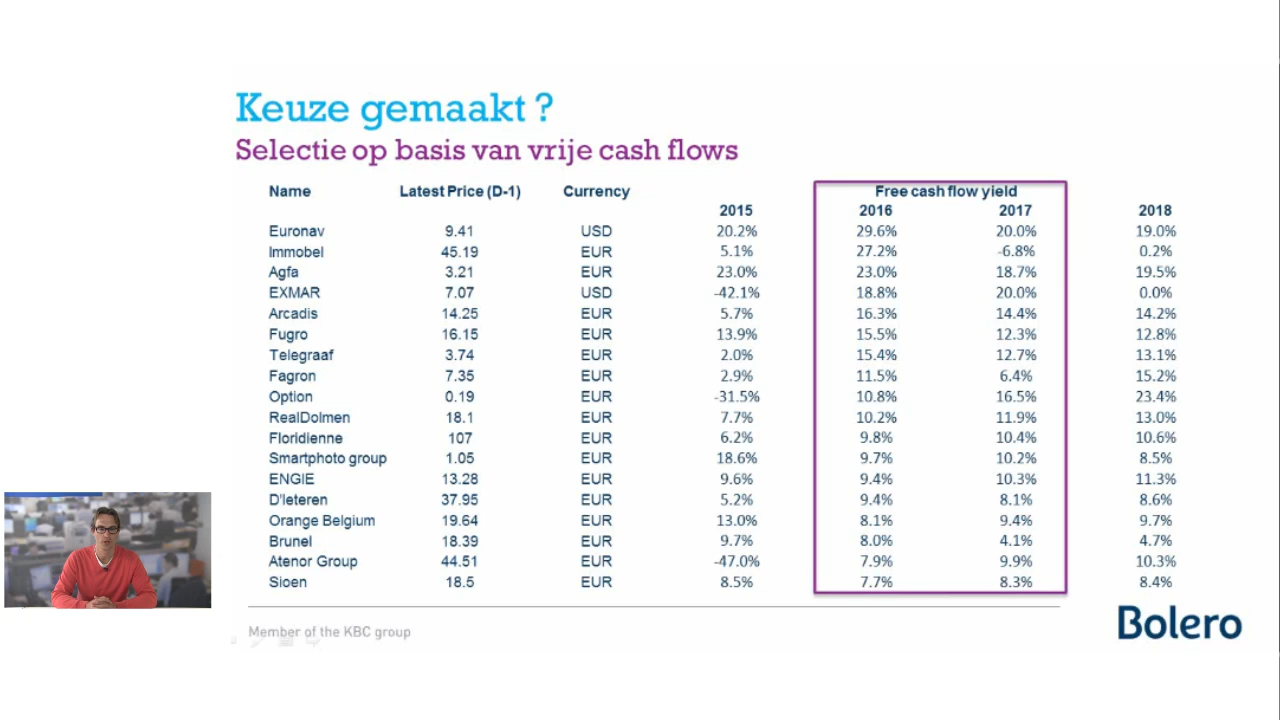 Keuze gemaakt ?
Selectie op basis van vrije cash flows
Name Latest Price (D-1) Currency Free cash flow yield
2015 2016 2017 2018
Euronav 9.41 USD 20.2% 29.6% 20.0% 19.0%
Immobel 45.19 EUR 5.1% 27.2% -6.8% 0.2%
Agfa 3.21 EUR 23.0% 23.0% 18.7% 19.5%
EXMAR 7.07 USD -42.1% 18.8% 20.0% 0.0%
Arcadis 14.25 EUR 5.7% 16.3% 14.4% 14.2%
Fugro 16.15 EUR 13.9% 15.5% 12.3% 12.8%
Telegraaf 3.74 EUR 2.0% 15.4% 12.7% 13.1%
Fagron 7.35 EUR 2.9% 11.5% 6.4% 15.2%
Option 0.19 EUR -31.5% 10.8% 16.5% 23.4%
RealDolmen 18.1 EUR 7.7% 10.2% 11.9% 13.0%
Floridienne 107 EUR 6.2% 9.8% 10.4% 10.6%
Smartphoto group 1.05 EUR 18.6% 9.7% 10.2% 8.5%
ENGIE 13.28 EUR 9.6% 9.4% 10.3% 11.3%
D'Ieteren 37.95 EUR 5.2% 9.4% 8.1% 8.6%
Orange Belgium 19.64 EUR 13.0% 8.1% 9.4% 9.7%
Brunel 18.39 EUR 9.7% 8.0% 4.1% 4.7%
Atenor Group 44.51 EUR -47.0% 7.9% 9.9% 10.3%
Sioen 18.5 EUR 8.5% 7.7% 8.3% 8.4%
Member of the KBC group
Bolero